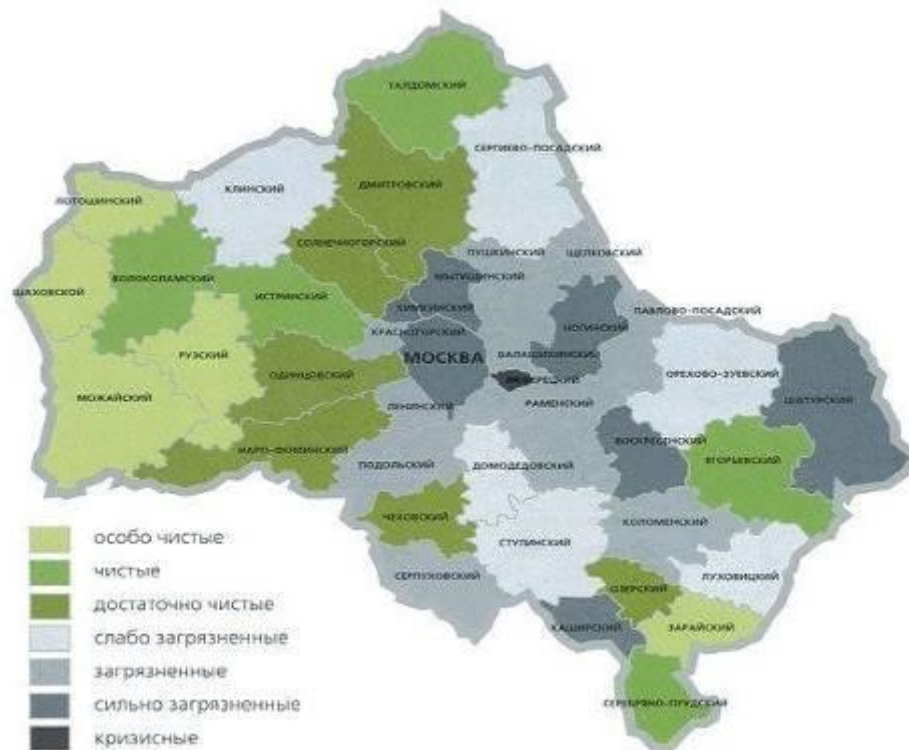 ТАЛДОМСКИЙ
СЕРГИЕВО-ПОСАДСКИЙ
КЛИНСКИЙ
ДМИТРОВСКИЙ
ЛОТОШИНСКИЙ
СОЛНЕЧНОГОРСКИЙ
ПУШКИНСКИЙ
ЩЕЛКОВСКИЙ
ВОЛОКОЛАМСКИЙ
МЫТИЩИНСКИЙ
ШАХОВСКОЙ
ИСТРИНСКИЙ
ХИМКИНСКИЙ
ПАВЛОВО-ПОСАДСКИЙ
КРАСНОГОРСКИЙ
НОГИНСКИЙ
РУЗСКИЙ
МОСКВА
БАЛАШИХИНСКИЙ
ОДИНЦОВСКИЙ
ЛЮБЕРЕЦКИЙ
ОРЕХОВО-ЗУЕВСКИЙ
МОЖАЙСКИЙ
ЛЕНИНСКИЙ
РАМЕНСКИЙ
ШАТУРСКИЙ
НАРО-ФОМИНСКИЙ
ВОСКРЕСЕНСКИЙ
ПОДОЛЬСКИЙ
ДОМОДЕДОВСКИЙ
ЕГОРЬЕВСКИЙ
ЧЕХОВСКИЙ
КОЛОМЕНСКИЙ
СТУПИНСКИЙ
СЕРПУХОВСКИЙ
ОЗЕРСКИЙ
ЛУХОВИЦКИЙ
КАШИРСКИЙ
ЗАРАЙСКИЙ
СЕРЕБРЯНО-ПРУДСКИЙ
особо чистые
чистые
достаточно чистые
слабо загрязненные
загрязненные
сильно загрязненные
кризисные